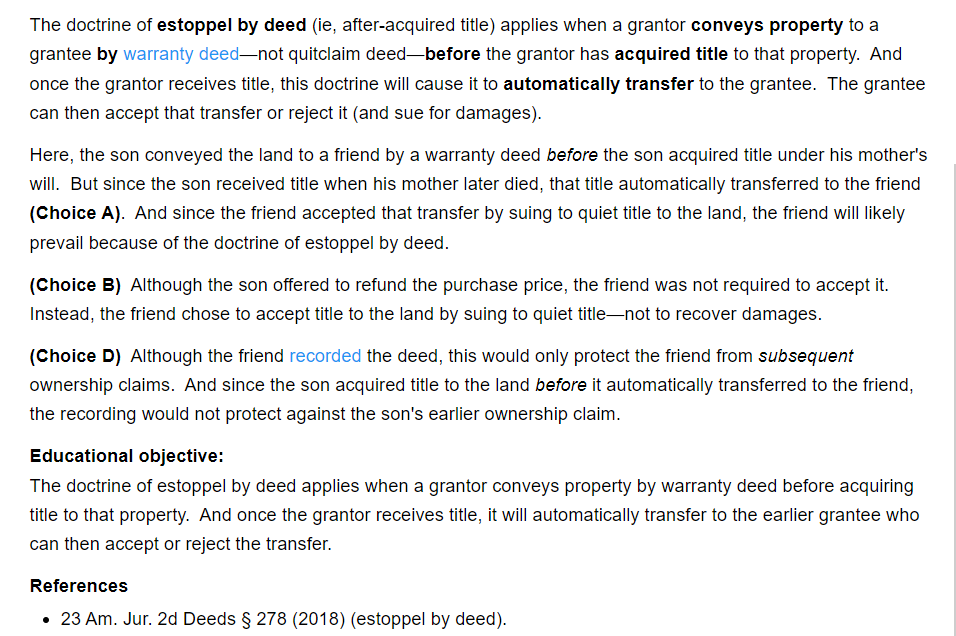 The doctrine of estoppel by deed (ie, after-acquired title) applies when a grantor conveys property to a
grantee by warranty deed—not quitclaim deed—before the grantor has acquired title to that property.  And
once the grantor receives title, this doctrine will cause it to automatically transfer to the grantee.  The grantee
can then accept that transfer or reject it (and sue for damages).
Here, the son conveyed the land to a friend by a warranty deed before the son acquired title under his mother's
will.  But since the son received title when his mother later died, that title automatically transferred to the friend
(Choice A).  And since the friend accepted that transfer by suing to quiet title to the land, the friend will likely
prevail because of the doctrine of estoppel by deed.
(Choice B)  Although the son offered to refund the purchase price, the friend was not required to accept it.
Instead, the friend chose to accept title to the land by suing to quiet title—not to recover damages.
(Choice D)  Although the friend recorded the deed, this would only protect the friend from subsequent
ownership claims.  And since the son acquired title to the land before it automatically transferred to the friend,
the recording would not protect against the son's earlier ownership claim.
Educational objective:
The doctrine of estoppel by deed applies when a grantor conveys property by warranty deed before acquiring
title to that property.  And once the grantor receives title, it will automatically transfer to the earlier grantee who
can then accept or reject the transfer.
References
• 23 Am. Jur. 2d Deeds § 278 (2018) (estoppel by deed).